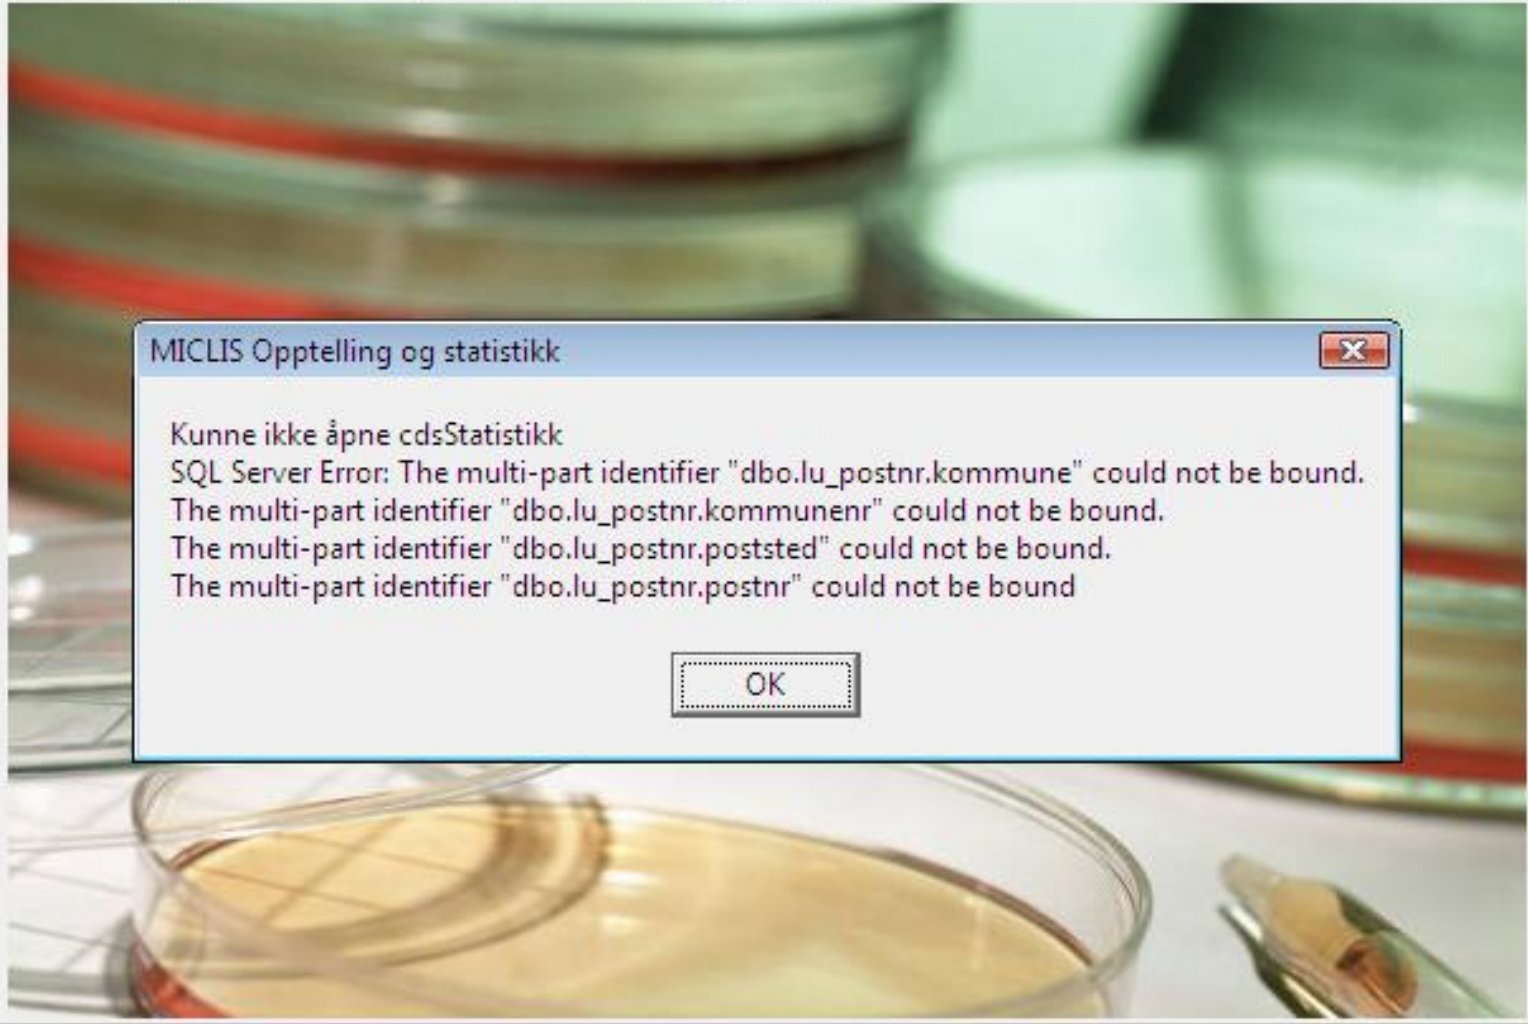 MICLIS Opptelling og statistikk
Kunne ikke åpne cdsStatistikk
SQL Server Error: The multi-part identifier "dbo.lu_postnr.kommune" could not be bound.
The multi-part identifier "dbo.lu_postnr.kommunenr" could not be bound.
The multi-part identifier "dbo.lu_postnr.poststed" could not be bound.
The multi-part identifier "dbo.lu_postnr.postnr" could not be bound
OK